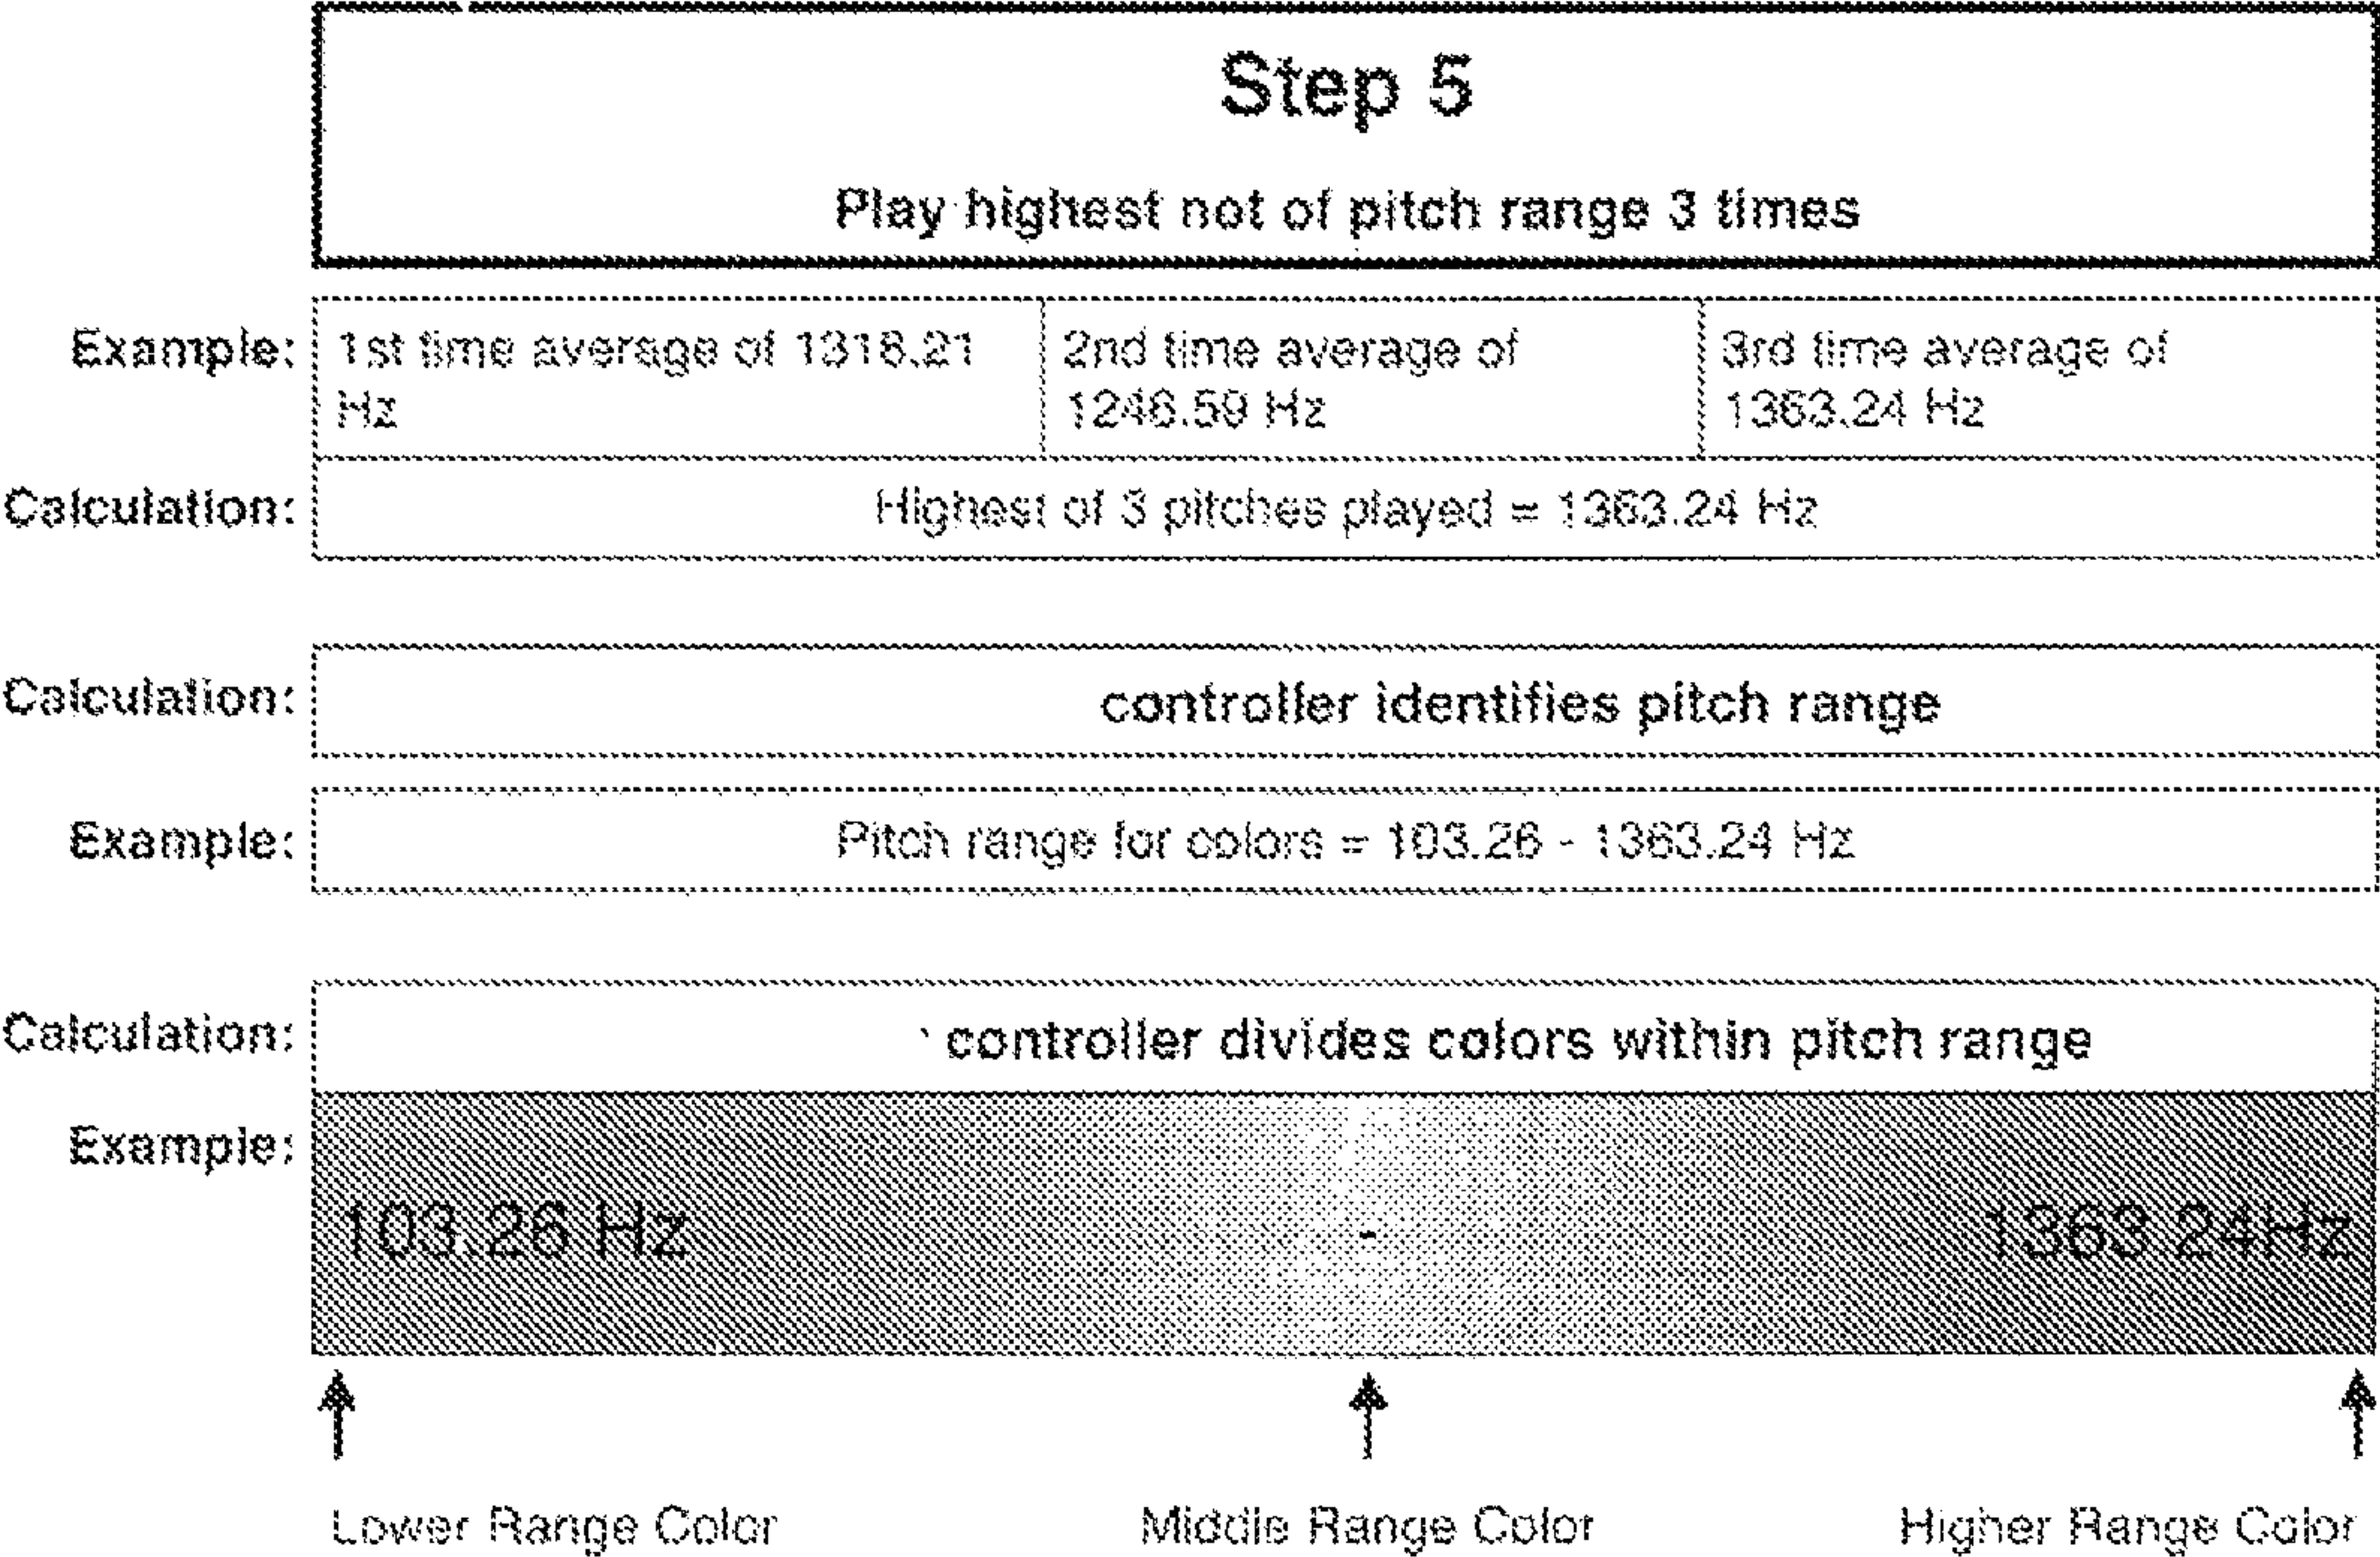 Step 5
Play highest not of pitch range 3 times
Example:
1st time average of 1318.21
Hz
2nd time average of
1246.59 Hz
3rd time average of
1363.24 Hz
Calculation:
Highest of 3 pitches played = 1363.24 Hz
Calculation:
controller identifies pitch range
Example:
Pitch range for colors = 103.26 - 1363.24 Hz
Calculation:
controller divides colors within pitch range
Example:
103.26 Hz
-
1363.24Hz
Lower Range Color
Middle Range Color
Higher Range Color